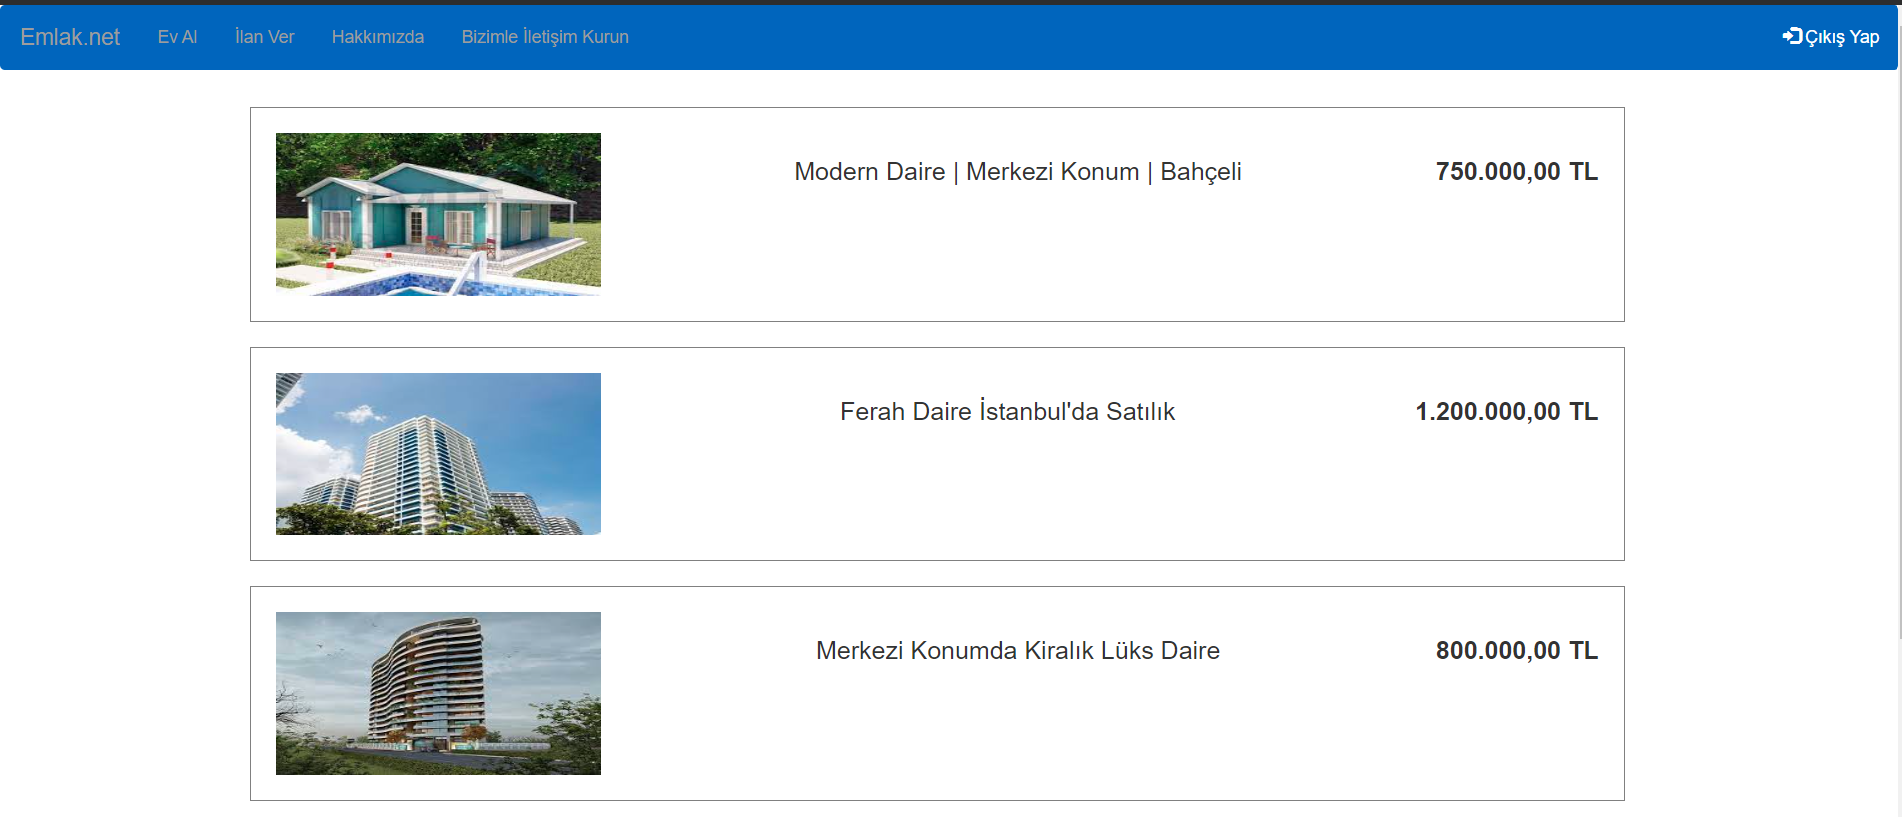 Emlak.net Ev Al İlan Ver Hakkımızda Bizimle İletişim Kurun Çıkış Yap
Modern Daire | Merkezi Konum | Bahçeli 750.000,00 TL
Ferah Daire İstanbul'da Satılık 1.200.000,00 TL
Merkezi Konumda Kiralık Lüks Daire 800.000,00 TL